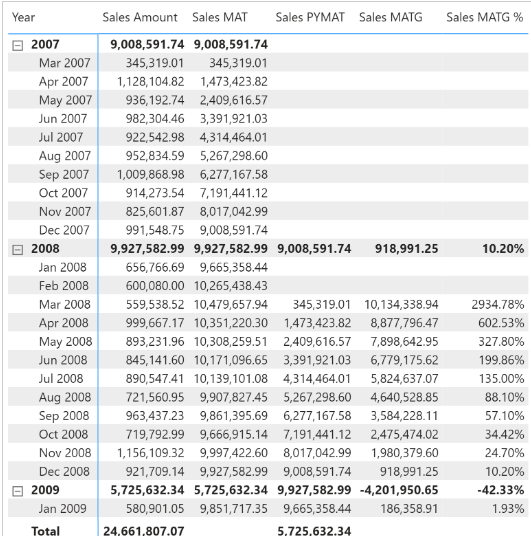 Year Sales Amount Sales MAT Sales PYMAT Sales MATG Sales MATG %
2007 9,008,591.74 9,008,591.74
Mar 2007 345,319.01 345,319.01
Apr 2007 1,128,104.82 1,473,423.82
May 2007 936,192.74 2,409,616.57
Jun 2007 982,304.46 3,391,921.03
Jul 2007 922,542.98 4,314,464.01
Aug 2007 952,834.59 5,267,298.60
Sep 2007 1,009,868.98 6,277,167.58
Oct 2007 914,273.54 7,191,441.12
Nov 2007 825,601.87 8,017,042.99
Dec 2007 991,548.75 9,008,591.74
2008 9,927,582.99 9,927,582.99 9,008,591.74 918,991.25 10.20%
Jan 2008 656,766.69 9,665,358.44
Feb 2008 600,080.00 10,265,438.43
Mar 2008 559,538.52 10,479,657.94 345,319.01 10,134,338.94 2934.78%
Apr 2008 999,667.17 10,351,220.30 1,473,423.82 8,877,796.47 602.53%
May 2008 893,231.96 10,308,259.51 2,409,616.57 7,898,642.95 327.80%
Jun 2008 845,141.60 10,171,096.65 3,391,921.03 6,779,175.62 199.86%
Jul 2008 890,547.41 10,139,101.08 4,314,464.01 5,824,637.07 135.00%
Aug 2008 721,560.95 9,907,827.45 5,267,298.60 4,640,528.85 88.10%
Sep 2008 963,437.23 9,861,395.69 6,277,167.58 3,584,228.11 57.10%
Oct 2008 719,792.99 9,666,915.14 7,191,441.12 2,475,474.02 34.42%
Nov 2008 1,156,109.32 9,997,422.60 8,017,042.99 1,980,379.60 24.70%
Dec 2008 921,709.14 9,927,582.99 9,008,591.74 918,991.25 10.20%
2009 5,725,632.34 5,725,632.34 9,927,582.99 -4,201,950.65 -42.33%
Jan 2009 580,901.05 9,851,717.35 9,665,358.44 186,358.91 1.93%
Total 24,661,807.07 5,725,632.34